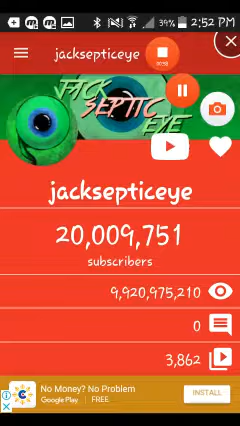 39% 2:52 PM
jacksepticeye
00:58
JACK
SEPTIC
EYE
jacksepticeye
20,009,751
subscribers
9,920,975,210
0
3,862
No Money? No Problem
Google Play | FREE
INSTALL